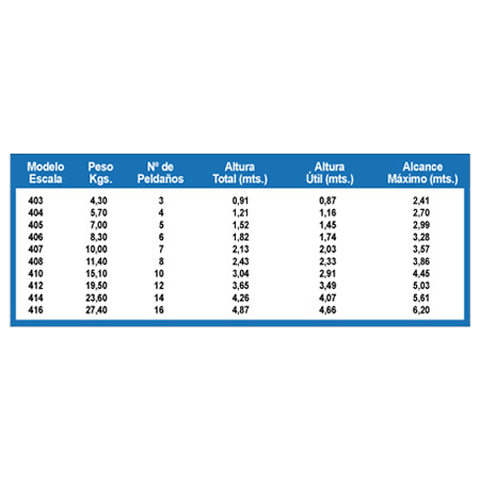 Modelo Escala Peso Kgs. Nº de Peldaños Altura Total (mts.) Altura Útil (mts.) Alcance Máximo (mts.)
403 4,30 3 0,91 0,87 2,41
404 5,70 4 1,21 1,16 2,70
405 7,00 5 1,52 1,45 2,99
406 8,30 6 1,82 1,74 3,28
407 10,00 7 2,13 2,03 3,57
408 11,40 8 2,43 2,33 3,86
410 15,10 10 3,04 2,91 4,45
412 19,50 12 3,65 3,49 5,03
414 23,60 14 4,26 4,07 5,61
416 27,40 16 4,87 4,66 6,20